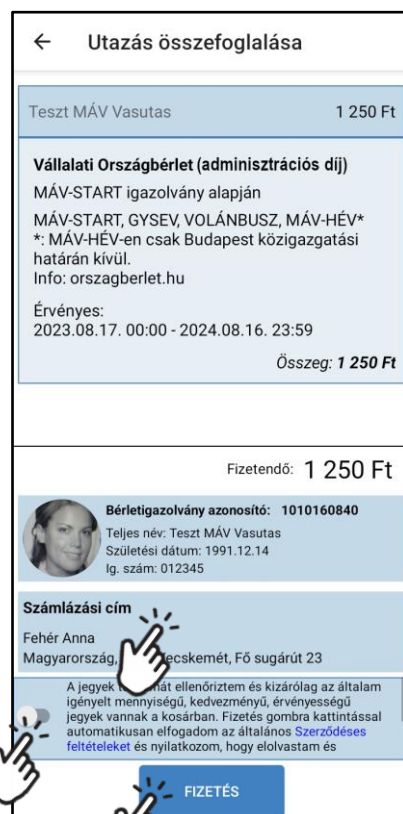 Utazás összefoglalása
Teszt MÁV Vasutas 1 250 Ft
Vállalati Országbérlet (adminisztrációs díj)
MÁV-START igazolvány alapján
MÁV-START, GYSEV, VOLÁNBUSZ, MÁV-HÉV*
*: MÁV-HÉV-en csak Budapest közigazgatási
határán kívül.
Info: orszagberlet.hu
Érvényes:
2023.08.17. 00:00 - 2024.08.16. 23:59
Összeg: 1 250 Ft
Fizetendő: 1 250 Ft
Bérletigazolvány azonosító: 1010160840
Teljes név: Teszt MÁV Vasutas
Születési dátum: 1991.12.14
Ig. szám: 012345
Számlázási cím
Fehér Anna
Magyarország, Kecskemét, Fő sugárút 23
A jegyek ellenőriztem és kizárólag az általam
igényelt mennyiségű, kedvezményű, érvényességű
jegyek vannak a kosárban. Fizetés gombra kattintással
automatikusan elfogadom az általános Szerződéses
feltételeket és nyilatkozom, hogy elolvastam és
FIZETÉS